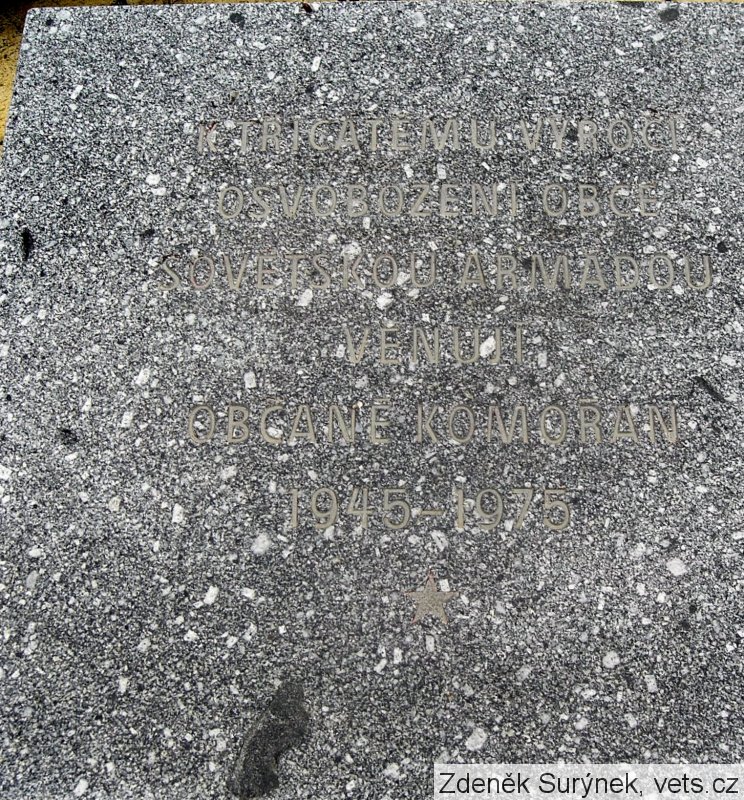 K TŘICÁTÉMU VÝROČÍ
OSVOBOZENÍ OBCE
SOVĚTSKOU ARMÁDOU
VĚNUJÍ
OBČANÉ KOMOŘAN
1945-1975
Zdeněk Surýnek, vets.cz